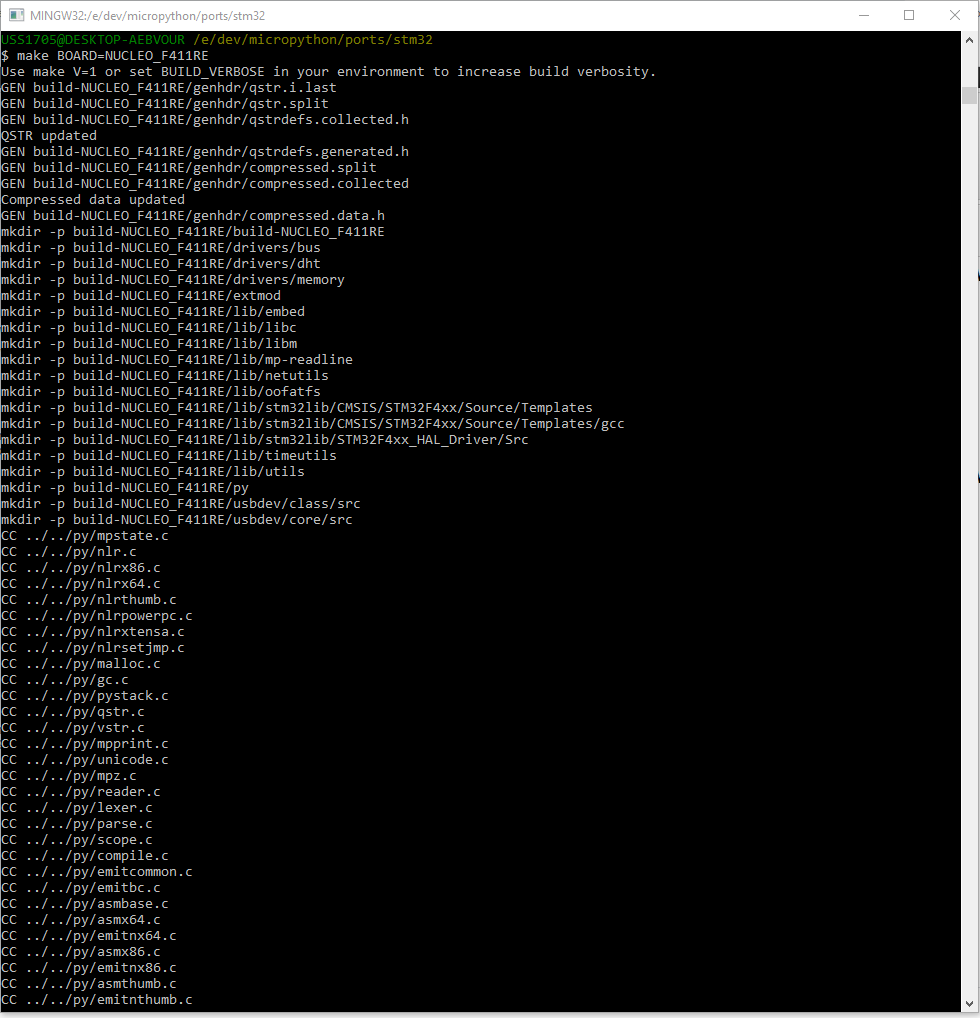 MINGW32:/e/dev/micropython/ports/stm32
USS1705@DESKTOP-AEBVOUR /e/dev/micropython/ports/stm32
$ make BOARD=NUCLEO_F411RE
Use make V=1 or set BUILD_VERBOSE in your environment to increase build verbosity.
GEN build-NUCLEO_F411RE/genhdr/qstr.i.last
GEN build-NUCLEO_F411RE/genhdr/qstr.split
GEN build-NUCLEO_F411RE/genhdr/qstrdefs.collected.h
QSTR updated
GEN build-NUCLEO_F411RE/genhdr/qstrdefs.generated.h
GEN build-NUCLEO_F411RE/genhdr/compressed.split
GEN build-NUCLEO_F411RE/genhdr/compressed.collected
Compressed data updated
GEN build-NUCLEO_F411RE/genhdr/compressed.data.h
mkdir -p build-NUCLEO_F411RE/build-NUCLEO_F411RE
mkdir -p build-NUCLEO_F411RE/drivers/bus
mkdir -p build-NUCLEO_F411RE/drivers/dht
mkdir -p build-NUCLEO_F411RE/drivers/memory
mkdir -p build-NUCLEO_F411RE/extmod
mkdir -p build-NUCLEO_F411RE/lib/embed
mkdir -p build-NUCLEO_F411RE/lib/libc
mkdir -p build-NUCLEO_F411RE/lib/libm
mkdir -p build-NUCLEO_F411RE/lib/mp-readline
mkdir -p build-NUCLEO_F411RE/lib/netutils
mkdir -p build-NUCLEO_F411RE/lib/oofatfs
mkdir -p build-NUCLEO_F411RE/lib/stm32lib/CMSIS/STM32F4xx/Source/Templates
mkdir -p build-NUCLEO_F411RE/lib/stm32lib/CMSIS/STM32F4xx/Source/Templates/gcc
mkdir -p build-NUCLEO_F411RE/lib/stm32lib/STM32F4xx_HAL_Driver/Src
mkdir -p build-NUCLEO_F411RE/lib/timeutils
mkdir -p build-NUCLEO_F411RE/lib/utils
mkdir -p build-NUCLEO_F411RE/py
mkdir -p build-NUCLEO_F411RE/usbdev/class/src
mkdir -p build-NUCLEO_F411RE/usbdev/core/src
CC ../../py/mpstate.c
CC ../../py/nlr.c
CC ../../py/nlrx86.c
CC ../../py/nlrx64.c
CC ../../py/nlrthumb.c
CC ../../py/nlrpowerpc.c
CC ../../py/nlrxtensa.c
CC ../../py/nlrsetjmp.c
CC ../../py/malloc.c
CC ../../py/gc.c
CC ../../py/pystack.c
CC ../../py/qstr.c
CC ../../py/vstr.c
CC ../../py/mpprint.c
CC ../../py/unicode.c
CC ../../py/mpz.c
CC ../../py/reader.c
CC ../../py/lexer.c
CC ../../py/parse.c
CC ../../py/scope.c
CC ../../py/compile.c
CC ../../py/emitcommon.c
CC ../../py/emitbc.c
CC ../../py/asmbase.c
CC ../../py/asmx64.c
CC ../../py/emitnx64.c
CC ../../py/asmx86.c
CC ../../py/emitnx86.c
CC ../../py/asmthumb.c
CC ../../py/emitnthumb.c